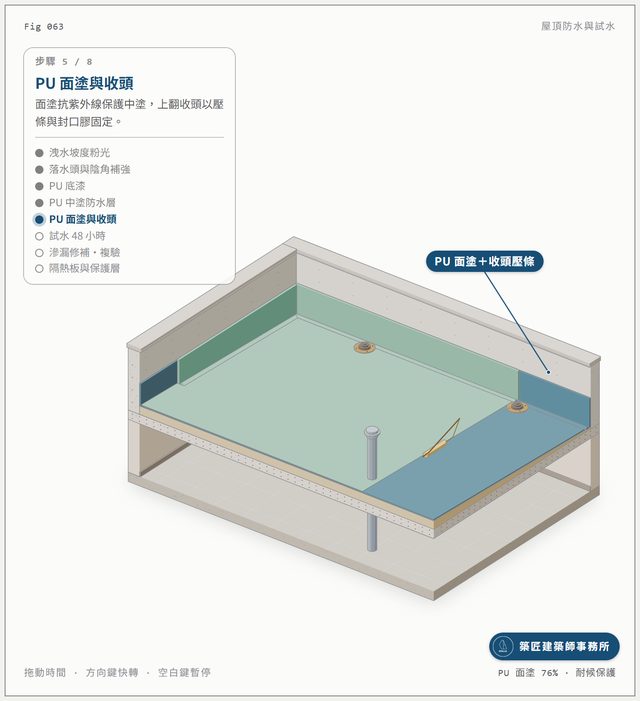 Fig 063
屋頂防水與試水
步驟 5 / 8
PU 面塗與收頭
面塗抗紫外線保護中塗，上翻收頭以壓
條與封口膠固定。
洩水坡度粉光
落水頭與陰角補強
PU 底漆
PU 中塗防水層
PU 面塗與收頭
試水 48 小時
滲漏修補・複驗
隔熱板與保護層
PU 面塗＋收頭壓條
築匠建築師事務所
拖動時間 · 方向鍵快轉 · 空白鍵暫停
PU 面塗 76% · 耐候保護